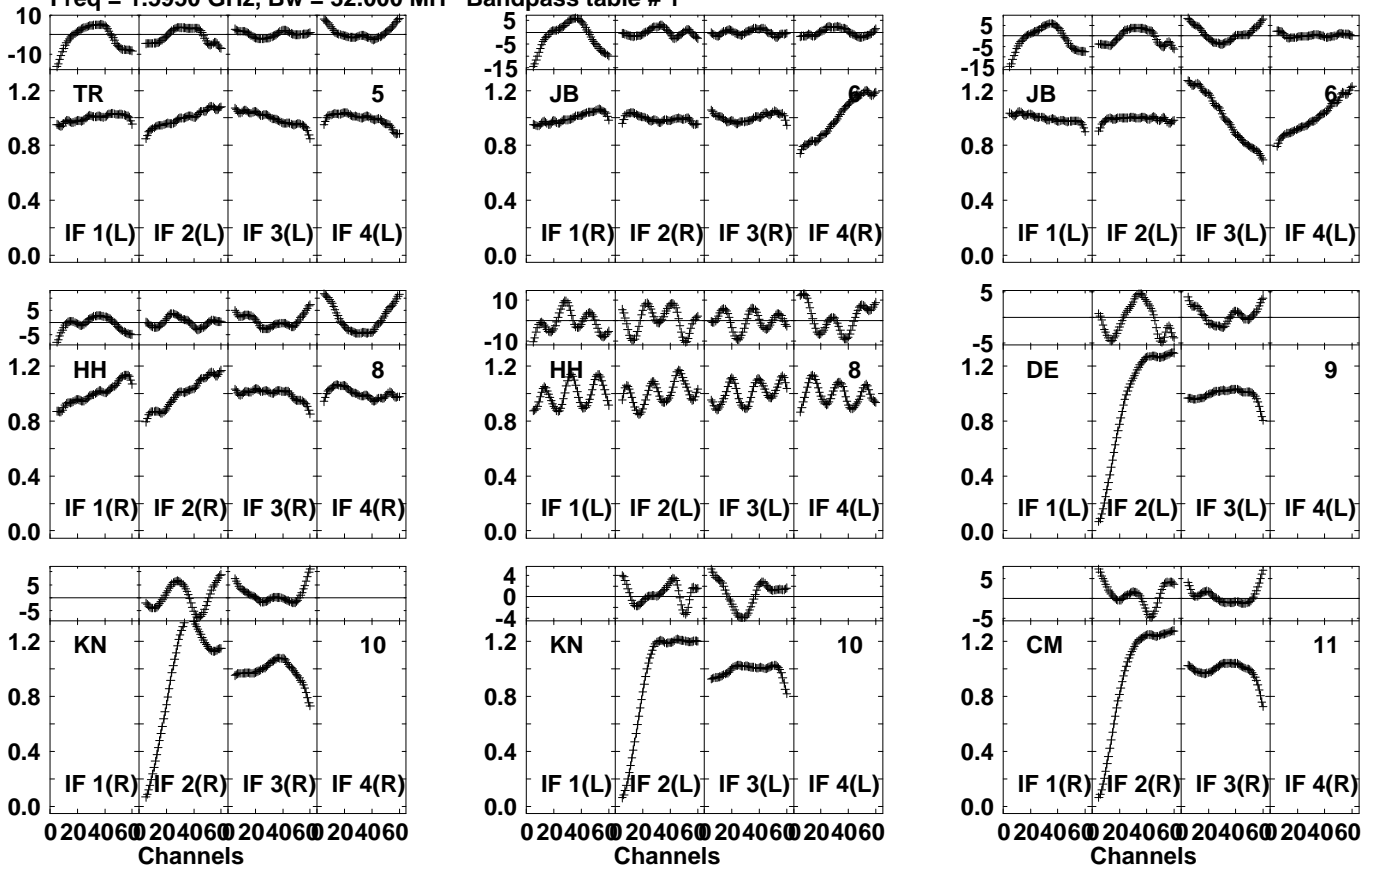 Freq = 1.5950 GHz, Bw = 32.000 MH Bandpass table # 1
10 5 5
-10 -5 -5
-15 -15
TR 5 JB 6 JB 6
1.2 1.2 1.2
0.8 0.8 0.8
0.4 0.4 0.4
IF 1(L) IF 2(L) IF 3(L) IF 4(L) IF 1(R) IF 2(R) IF 3(R) IF 4(R) IF 1(L) IF 2(L) IF 3(L) IF 4(L)
0.0 0.0 0.0
5 10 5
-5 -10 -5
HH 8 HH 8 DE 9
1.2 1.2 1.2
0.8 0.8 0.8
0.4 0.4 0.4
IF 1(R) IF 2(R) IF 3(R) IF 4(R) IF 1(L) IF 2(L) IF 3(L) IF 4(L) IF 1(L) IF 2(L) IF 3(L) IF 4(L)
0.0 0.0 0.0
5 4 5
-5 0 -5
-4
KN 10 KN 10 CM 11
1.2 1.2 1.2
0.8 0.8 0.8
0.4 0.4 0.4
IF 1(R) IF 2(R) IF 3(R) IF 4(R) IF 1(L) IF 2(L) IF 3(L) IF 4(L) IF 1(R) IF 2(R) IF 3(R) IF 4(R)
0.0 0.0 0.0
0 204060 0 204060 0 204060 0 204060 0 204060 0 204060 0 204060 0 204060 0 204060 0 204060 0 204060 0 204060
Channels Channels Channels